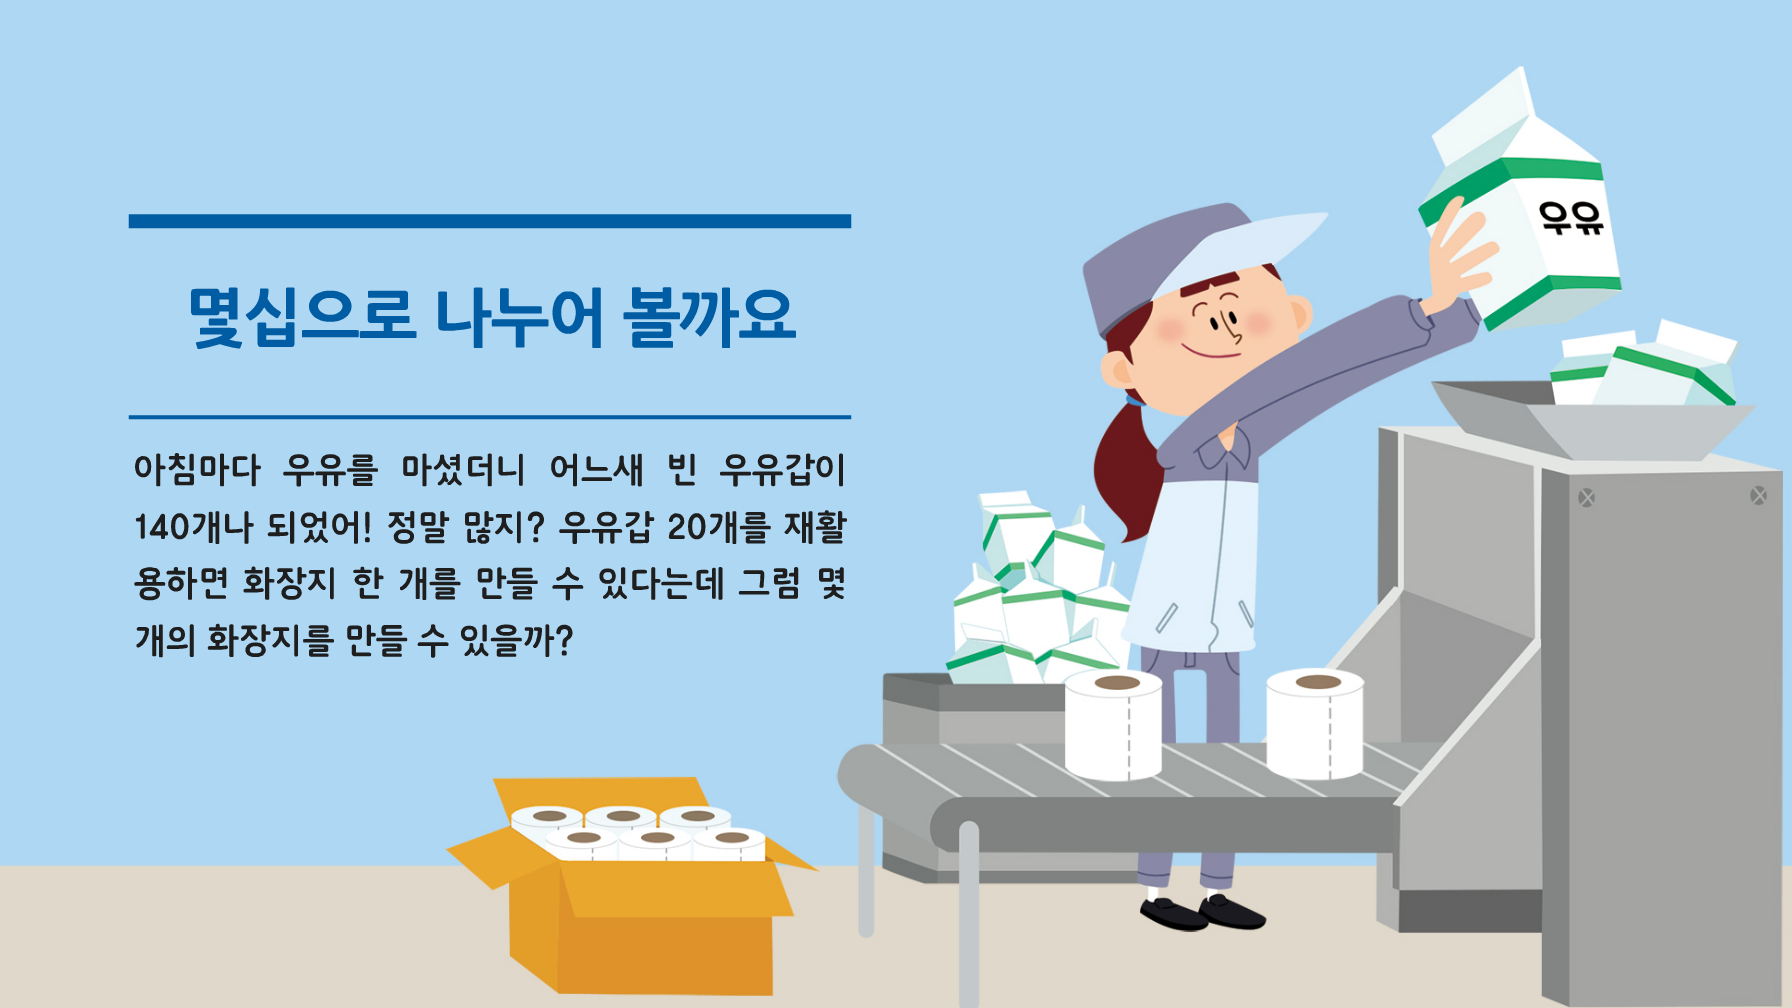 몇십으로 나누어 볼까요
아침마다 우유를 마셨더니 어느새 빈 우유갑이
140개나 되었어! 정말 많지? 우유갑 20개를 재활
용하면 화장지 한 개를 만들 수 있다는데 그럼 몇
개의 화장지를 만들 수 있을까?
우유